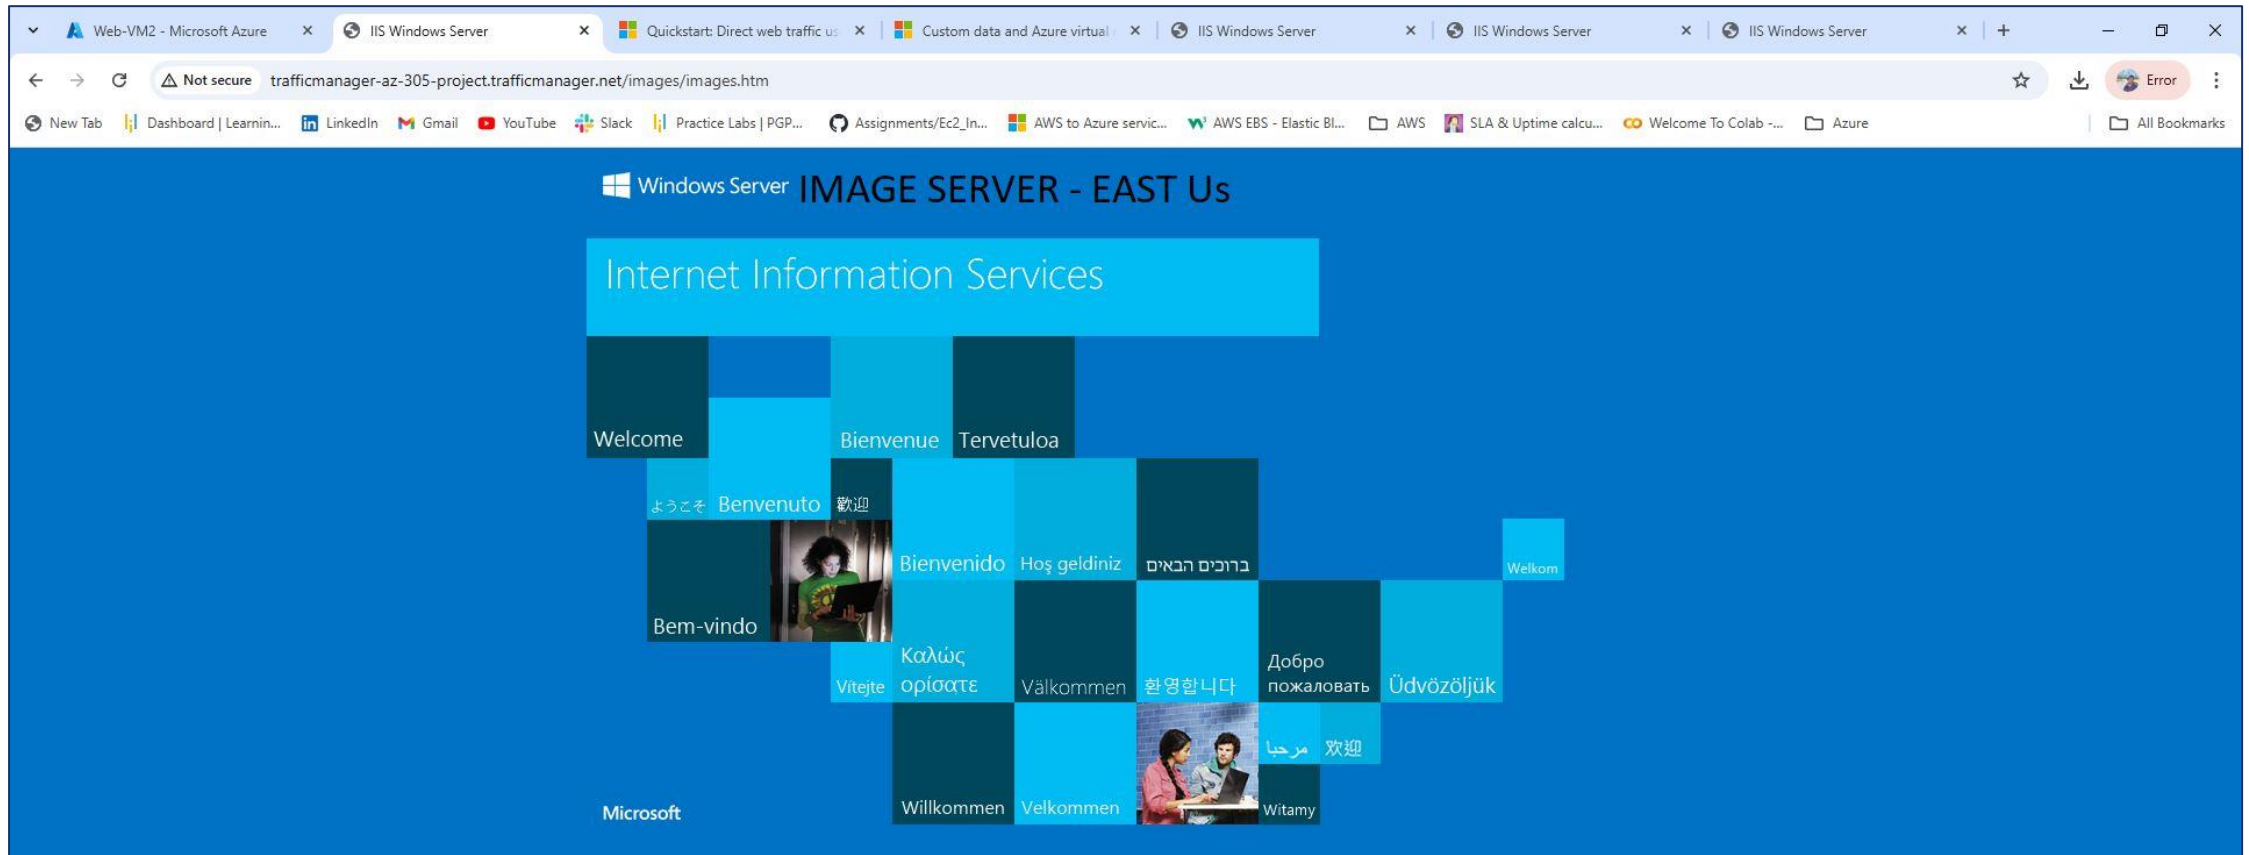 Web-VM2 - Microsoft Azure
IIS Windows Server
Quickstart: Direct web traffic us
Custom data and Azure virtual
IIS Windows Server
IIS Windows Server
IIS Windows Server
Not secure trafficmanager-az-305-project.trafficmanager.net/images/images.htm
Error
New Tab
Dashboard | Learnin...
LinkedIn
Gmail
YouTube
Slack
Practice Labs | PGP...
Assignments/Ec2_In...
AWS to Azure servic...
AWS EBS - Elastic Bl...
AWS
SLA & Uptime calcu...
Welcome To Colab -...
Azure
All Bookmarks
Windows Server IMAGE SERVER - EAST Us
Internet Information Services
Welcome
Bienvenue
Tervetuloa
ようこそ
Benvenuto
歡迎
Bienvenido
Hoş geldiniz
ברוכים הבאים
Welkom
Bem-vindo
Vítejte
Καλώς
ορίσατε
Välkommen
환영합니다
Добро
пожаловать
Üdvözöljük
Willkommen
Velkommen
مرحبا
欢迎
Witamy
Microsoft